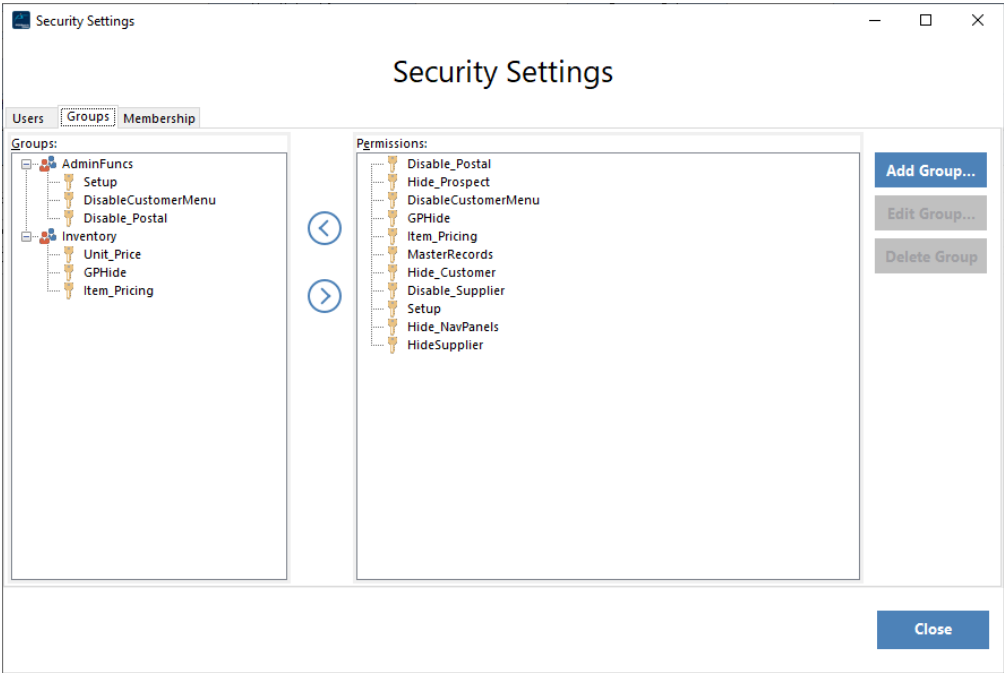 Security Settings
Security Settings
Users Groups Membership
Groups:
AdminFuncs
Setup
DisableCustomerMenu
Disable_Postal
Inventory
Unit_Price
GPHide
Item_Pricing
Permissions:
Disable_Postal
Hide_Prospect
DisableCustomerMenu
GPHide
Item_Pricing
MasterRecords
Hide_Customer
Disable_Supplier
Setup
Hide_NavPanels
HideSupplier
Add Group...
Edit Group...
Delete Group
Close